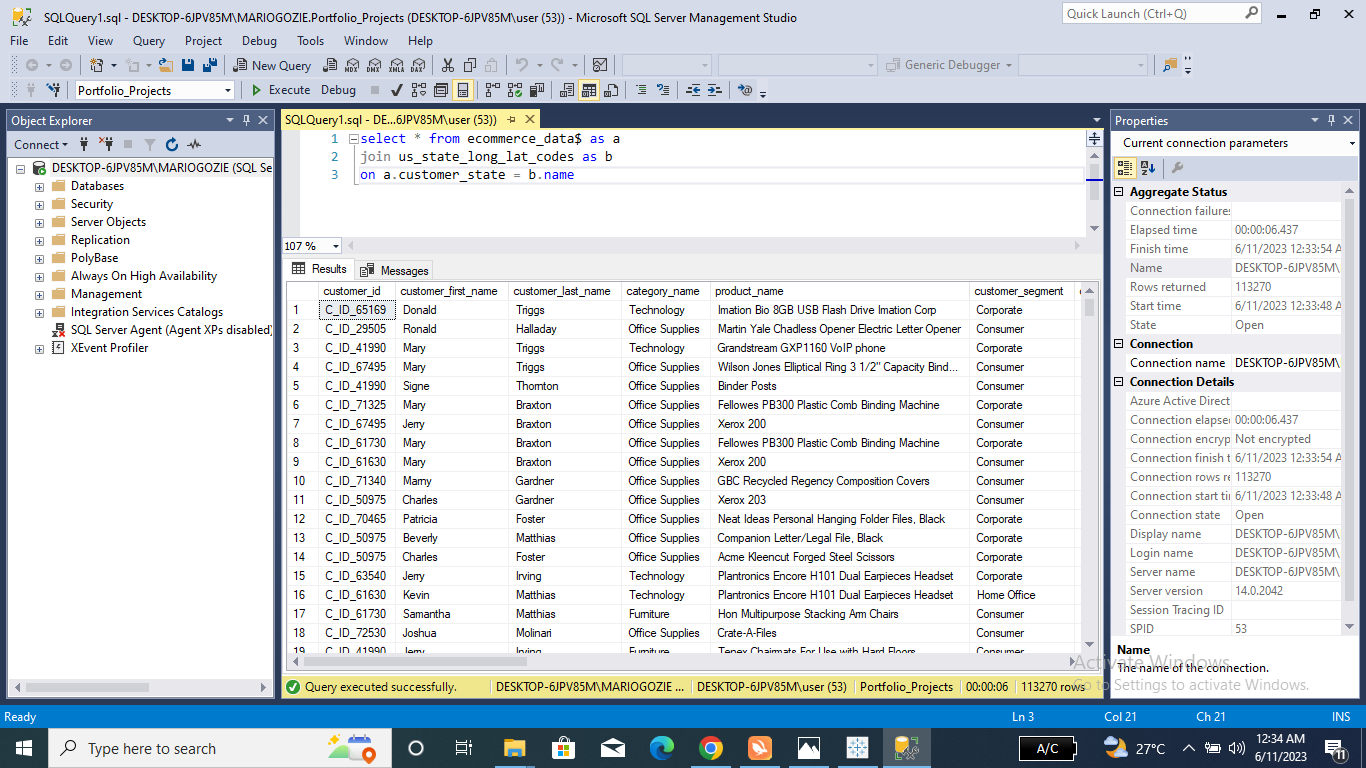 SQLQuery1.sql - DESKTOP-6JPV85M\MARIOGOZIE.Portfolio_Projects (DESKTOP-6JPV85M\user (53)) - Microsoft SQL Server Management Studio
Quick Launch (Ctrl+Q)
File Edit View Query Project Debug Tools Window Help
New Query MDX DMX XMLA DAX Generic Debugger
Portfolio_Projects Execute Debug
Object Explorer
Connect
DESKTOP-6JPV85M\MARIOGOZIE (SQL Se
Databases
Security
Server Objects
Replication
PolyBase
Always On High Availability
Management
Integration Services Catalogs
SQL Server Agent (Agent XPs disabled)
XEvent Profiler
SQLQuery1.sql - DE...6JPV85M\user (53))
1 select * from ecommerce_data$ as a
2 join us_state_long_lat_codes as b
3 on a.customer_state = b.name
107 %
Results Messages
customer_id customer_first_name customer_last_name category_name product_name customer_segment
1 C_ID_65169 Donald Triggs Technology Imation Bio 8GB USB Flash Drive Imation Corp Corporate
2 C_ID_29505 Ronald Halladay Office Supplies Martin Yale Chadless Opener Electric Letter Opener Consumer
3 C_ID_41990 Mary Triggs Technology Grandstream GXP1160 VoIP phone Corporate
4 C_ID_67495 Mary Triggs Office Supplies Wilson Jones Elliptical Ring 3 1/2" Capacity Bind... Consumer
5 C_ID_41990 Signe Thornton Office Supplies Binder Posts Consumer
6 C_ID_71325 Mary Braxton Office Supplies Fellowes PB300 Plastic Comb Binding Machine Corporate
7 C_ID_67495 Jerry Braxton Office Supplies Xerox 200 Consumer
8 C_ID_61730 Mary Braxton Office Supplies Fellowes PB300 Plastic Comb Binding Machine Corporate
9 C_ID_61630 Mary Braxton Office Supplies Xerox 200 Consumer
10 C_ID_71340 Marny Gardner Office Supplies GBC Recycled Regency Composition Covers Consumer
11 C_ID_50975 Charles Gardner Office Supplies Xerox 203 Consumer
12 C_ID_70465 Patricia Foster Office Supplies Neat Ideas Personal Hanging Folder Files, Black Corporate
13 C_ID_50975 Beverly Matthias Office Supplies Companion Letter/Legal File, Black Corporate
14 C_ID_50975 Charles Foster Office Supplies Acme Kleencut Forged Steel Scissors Corporate
15 C_ID_63540 Jerry Irving Technology Plantronics Encore H101 Dual Earpieces Headset Corporate
16 C_ID_61630 Kevin Matthias Technology Plantronics Encore H101 Dual Earpieces Headset Home Office
17 C_ID_61730 Samantha Matthias Furniture Hon Multipurpose Stacking Arm Chairs Consumer
18 C_ID_72530 Joshua Molinari Office Supplies Crate-A-Files Consumer
19 C_ID_41990 Jerry Irving Furniture Tenex Chairmats For Use with Hard Floors Consumer
Query executed successfully. DESKTOP-6JPV85M\MARIOGOZIE ... DESKTOP-6JPV85M\user (53) Portfolio_Projects 00:00:06 113270 rows
Properties
Current connection parameters
Aggregate Status
Connection failures
Elapsed time 00:00:06.437
Finish time 6/11/2023 12:33:54 A
Name DESKTOP-6JPV85M\
Rows returned 113270
Start time 6/11/2023 12:33:48 A
State Open
Connection
Connection name DESKTOP-6JPV85M\
Connection Details
Azure Active Direct
Connection elapse 00:00:06.437
Connection encryp Not encrypted
Connection finish t 6/11/2023 12:33:54 A
Connection rows re 113270
Connection start tir 6/11/2023 12:33:48 A
Connection state Open
Display name DESKTOP-6JPV85M\
Login name DESKTOP-6JPV85M\
Server name DESKTOP-6JPV85M\
Server version 14.0.2042
Session Tracing ID
SPID 53
Name
The name of the connection.
Activate Windows
Go to Settings to activate Windows.
Ready Ln 3 Col 21 Ch 21 INS
Type here to search A/C 27°C 12:34 AM
6/11/2023
11